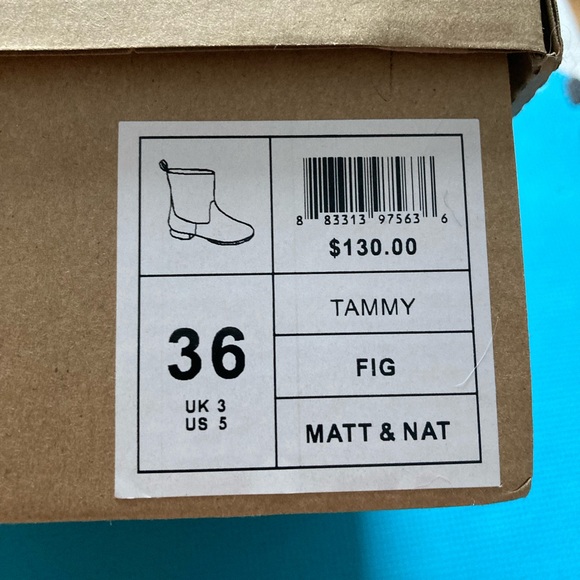 8 83313 97563 6
$130.00
TAMMY
36
FIG
UK 3
US 5
MATT & NAT